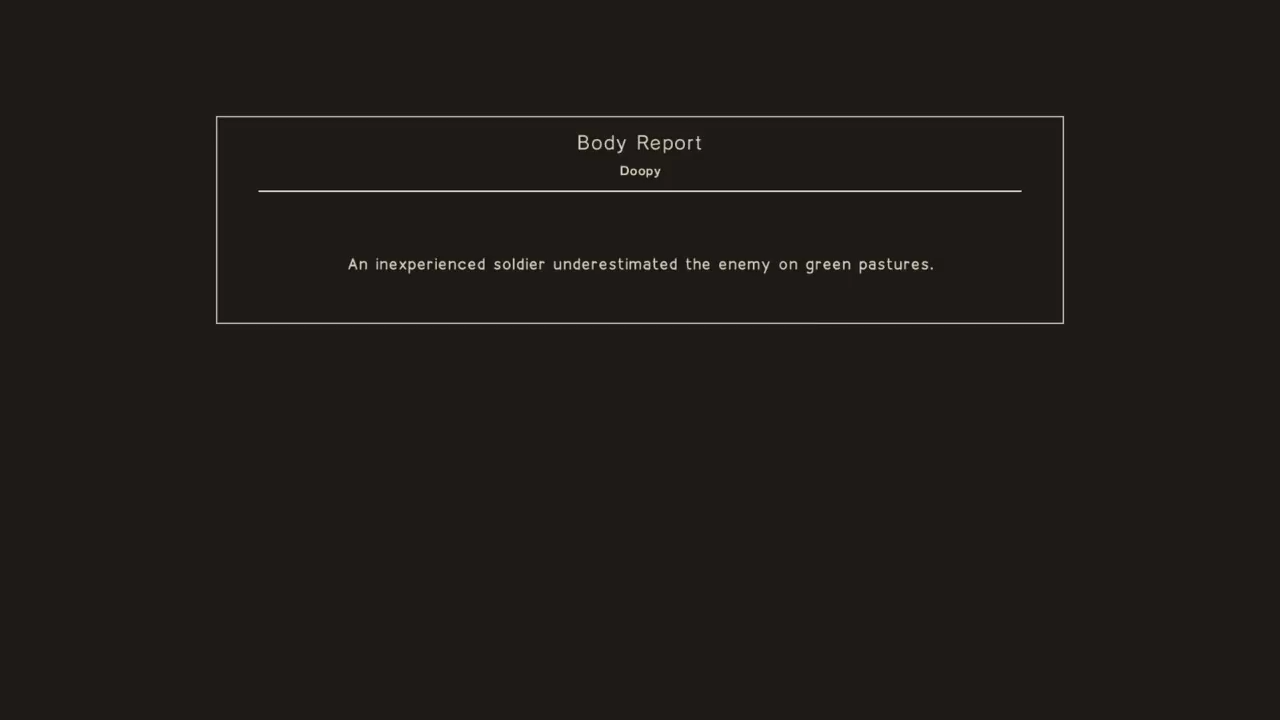 Body Report
Doopy
An inexperienced soldier underestimated the enemy on green pastures.